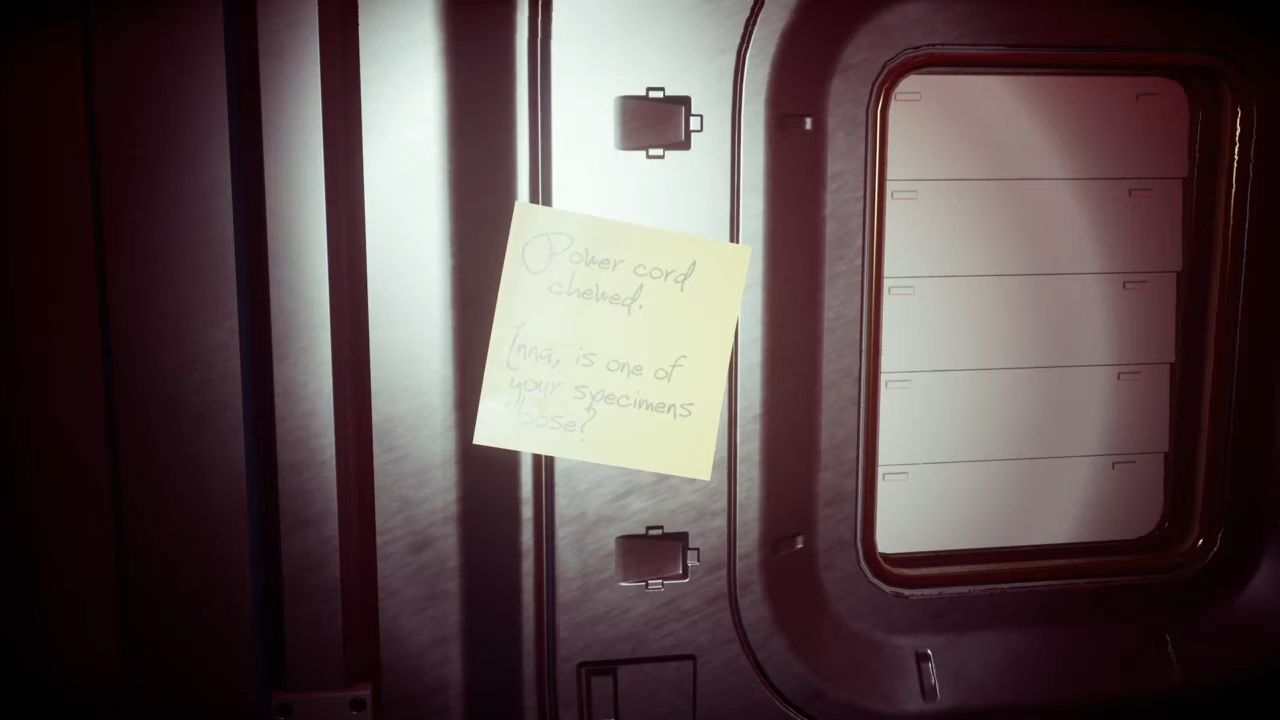 Power cord
chewed.
Inna, is one of
your specimens
loose?